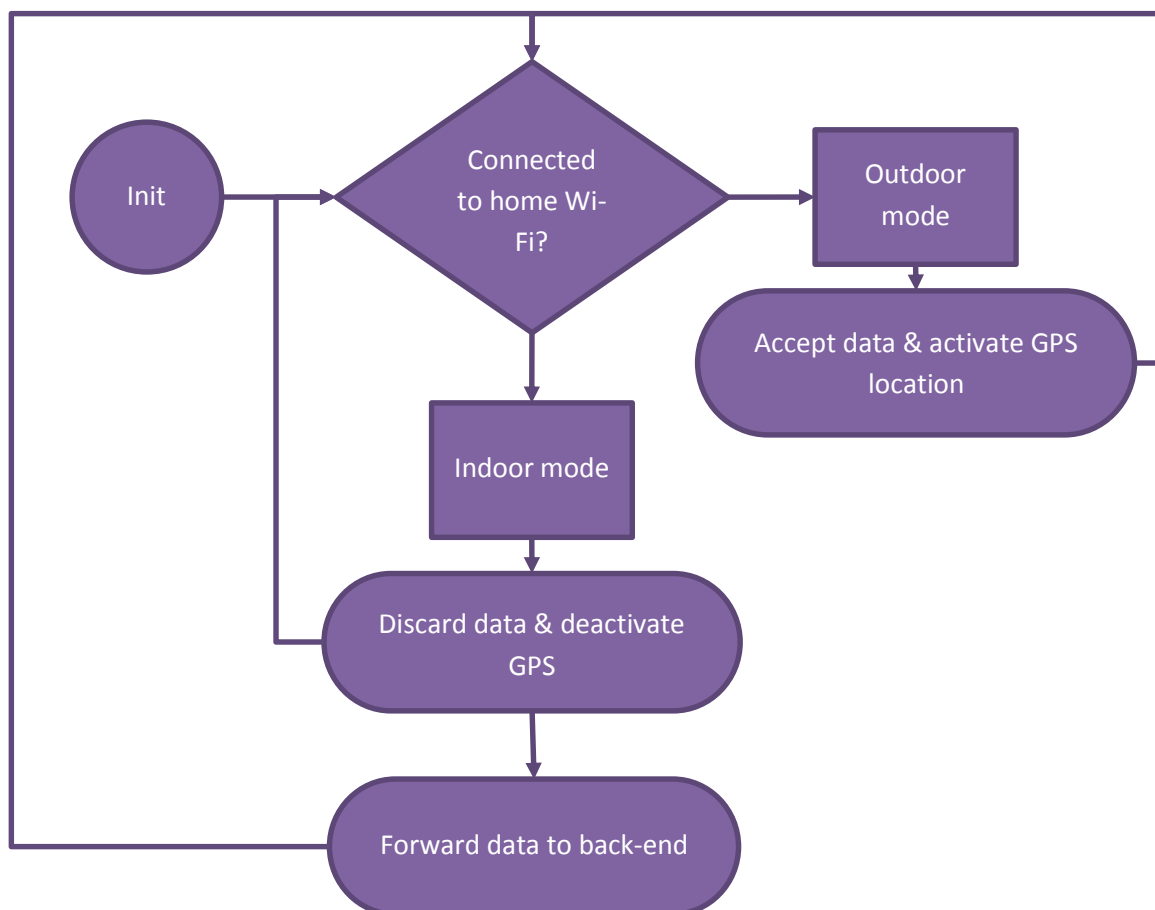 Init
Connected
to home Wi-
Fi?
Outdoor
mode
Accept data & activate GPS
location
Indoor mode
Discard data & deactivate
GPS
Forward data to back-end